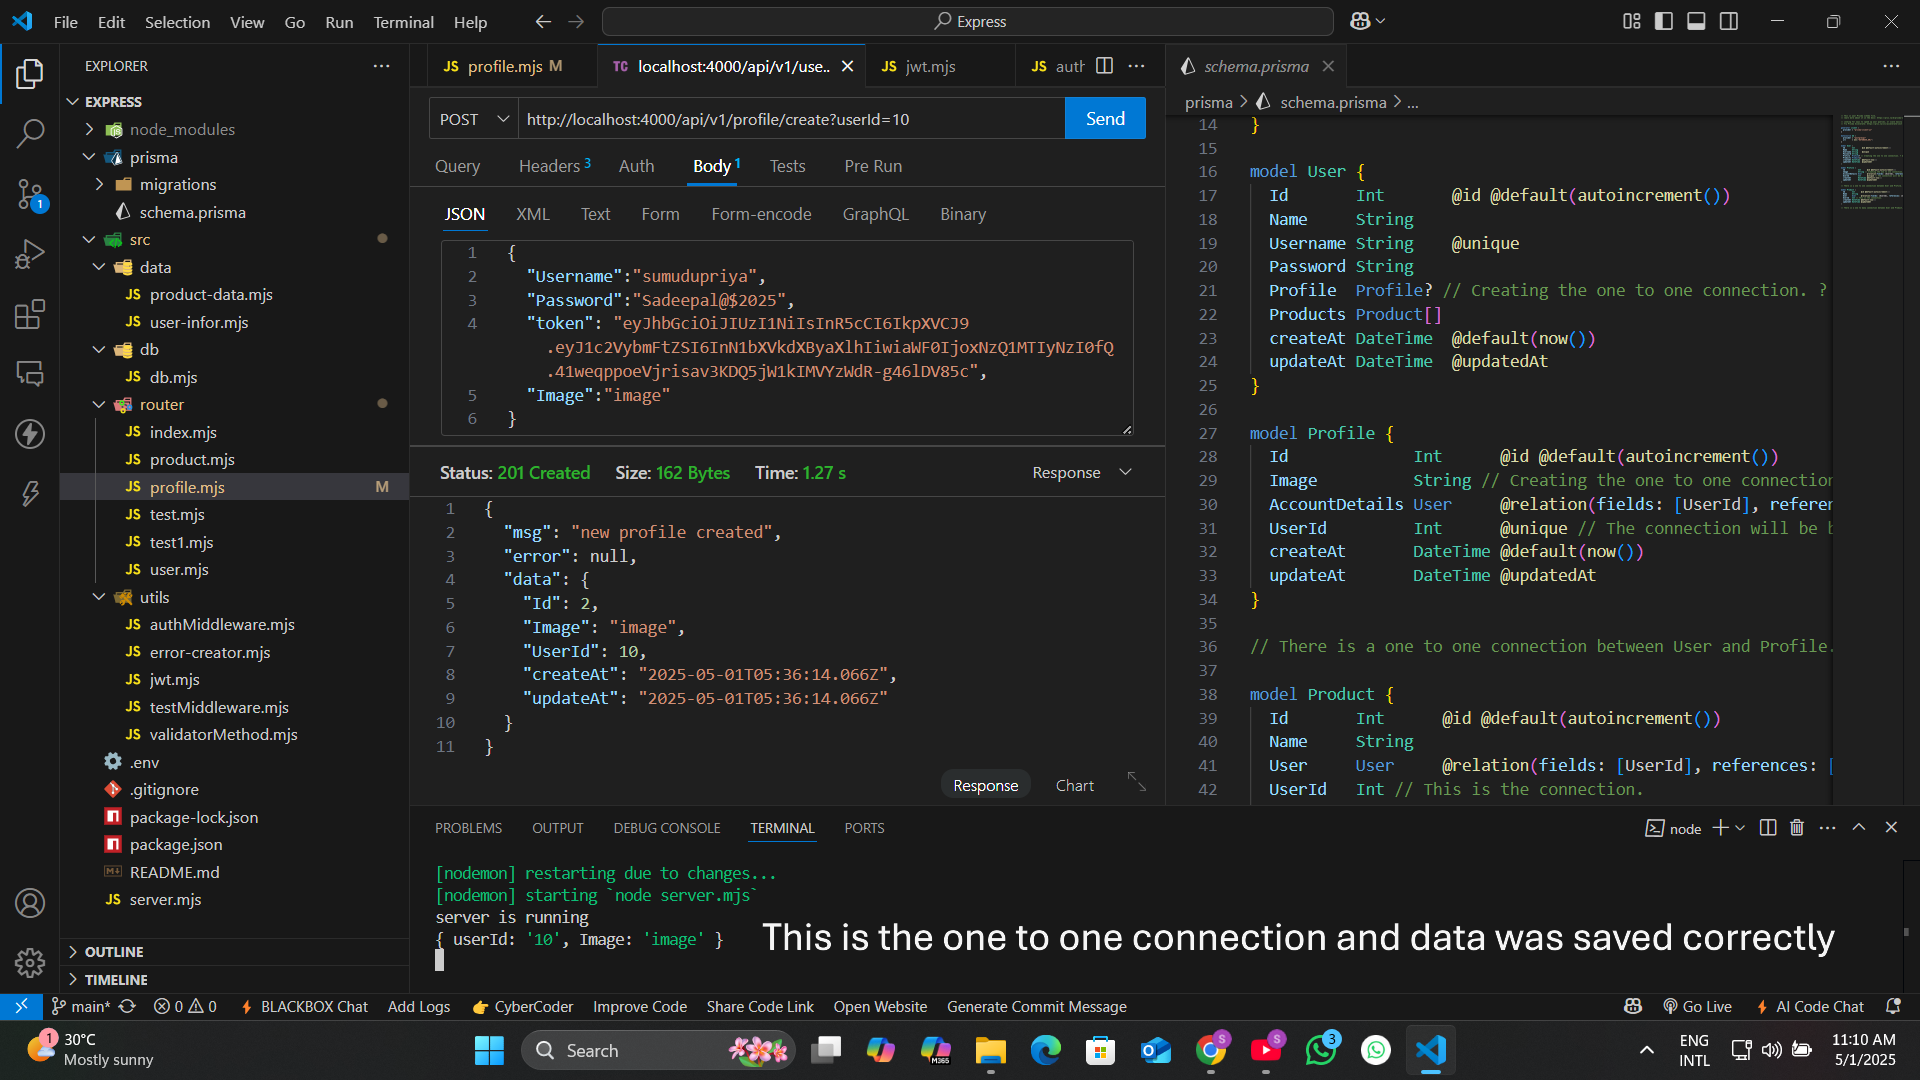 File Edit Selection View Go Run Terminal Help
Express
EXPLORER
EXPRESS
node_modules
prisma
migrations
schema.prisma
src
data
JS product-data.mjs
JS user-infor.mjs
db
JS db.mjs
router
JS index.mjs
JS product.mjs
JS profile.mjs M
JS test.mjs
JS test1.mjs
JS user.mjs
utils
JS authMiddleware.mjs
JS error-creator.mjs
JS jwt.mjs
JS testMiddleware.mjs
JS validatorMethod.mjs
.env
.gitignore
package-lock.json
package.json
README.md
JS server.mjs
OUTLINE
TIMELINE
1
JS profile.mjs M
TC localhost:4000/api/v1/use..
JS jwt.mjs
JS auth
POST http://localhost:4000/api/v1/profile/create?userId=10 Send
Query Headers 3 Auth Body 1 Tests Pre Run
JSON XML Text Form Form-encode GraphQL Binary
1 {
2 "Username":"sumudupriya",
3 "Password":"Sadeepal@$2025",
4 "token": "eyJhbGciOiJIUzI1NiIsInR5cCI6IkpXVCJ9
.eyJ1c2VybmFtZSI6InN1bXVkdXByaXlhIiwiaWF0IjoxNzQ1MTIyNzI0fQ
.41weqppoeVjrisav3KDQ5jW1kIMVYzWdR-g46lDV85c",
5 "Image":"image"
6 }
Status: 201 Created Size: 162 Bytes Time: 1.27 s Response
1 {
2 "msg": "new profile created",
3 "error": null,
4 "data": {
5 "Id": 2,
6 "Image": "image",
7 "UserId": 10,
8 "createAt": "2025-05-01T05:36:14.066Z",
9 "updateAt": "2025-05-01T05:36:14.066Z"
10 }
11 }
Response Chart
schema.prisma
prisma > schema.prisma > ...
14 }
15
16 model User {
17 Id Int @id @default(autoincrement())
18 Name String
19 Username String @unique
20 Password String
21 Profile Profile? // Creating the one to one connection. ?
22 Products Product[]
23 createAt DateTime @default(now())
24 updateAt DateTime @updatedAt
25 }
26
27 model Profile {
28 Id Int @id @default(autoincrement())
29 Image String // Creating the one to one connection
30 AccountDetails User @relation(fields: [UserId], referen
31 UserId Int @unique // The connection will be b
32 createAt DateTime @default(now())
33 updateAt DateTime @updatedAt
34 }
35
36 // There is a one to one connection between User and Profile.
37
38 model Product {
39 Id Int @id @default(autoincrement())
40 Name String
41 User User @relation(fields: [UserId], references: [
42 UserId Int // This is the connection.
PROBLEMS OUTPUT DEBUG CONSOLE TERMINAL PORTS
node
[nodemon] restarting due to changes...
[nodemon] starting `node server.mjs`
server is running
{ userId: '10', Image: 'image' }
This is the one to one connection and data was saved correctly
main* 0 0 BLACKBOX Chat Add Logs CyberCoder Improve Code Share Code Link Open Website Generate Commit Message
Go Live AI Code Chat
1
30°C
Mostly sunny
Search
M365
S
S
3
ENG
INTL
11:10 AM
5/1/2025